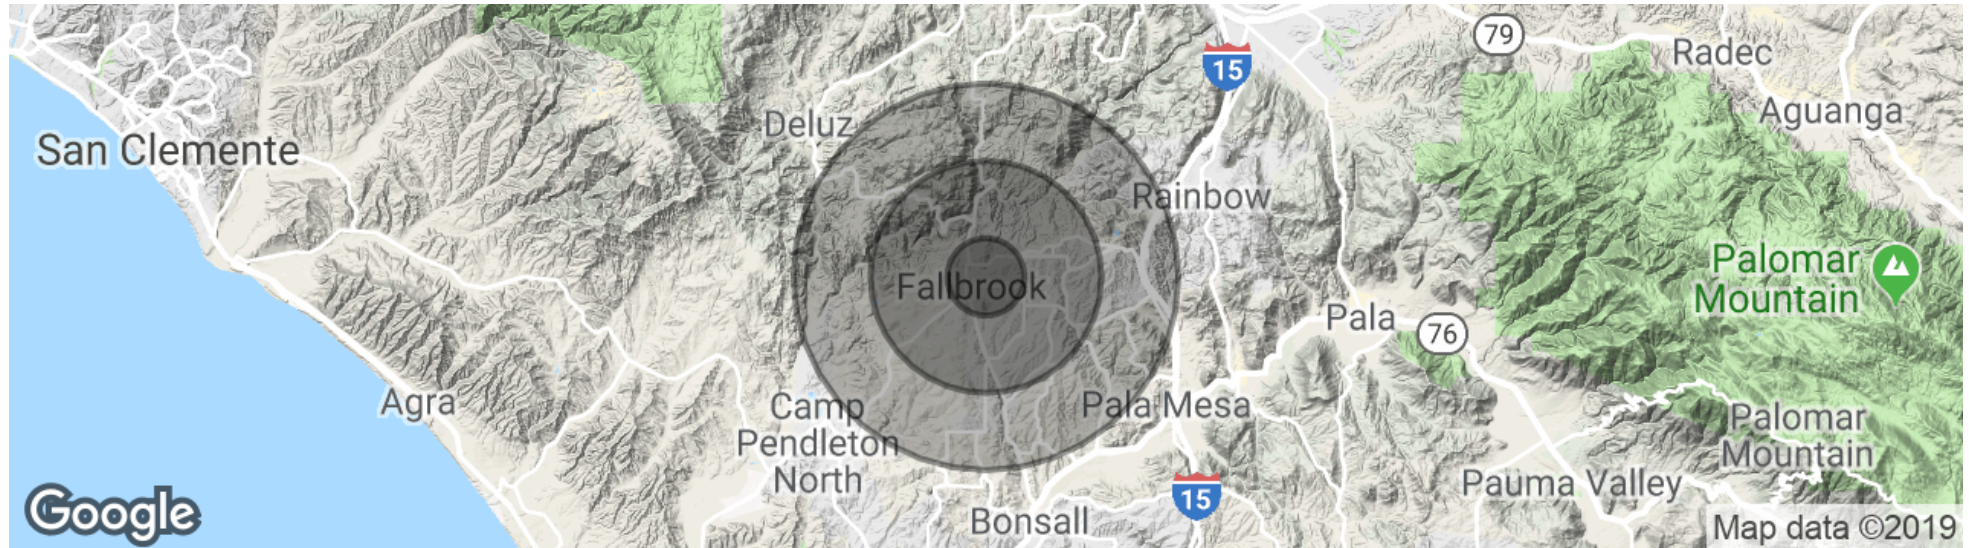 79
Radec
15
Aguanga
Deluz
San Clemente
Rainbow
Palomar
Mountain
Fallbrook
Pala
76
Agra
Camp
Pendleton
North
Pala Mesa
Palomar
Mountain
Pauma Valley
15
Google
Bonsall
Map data ©2019